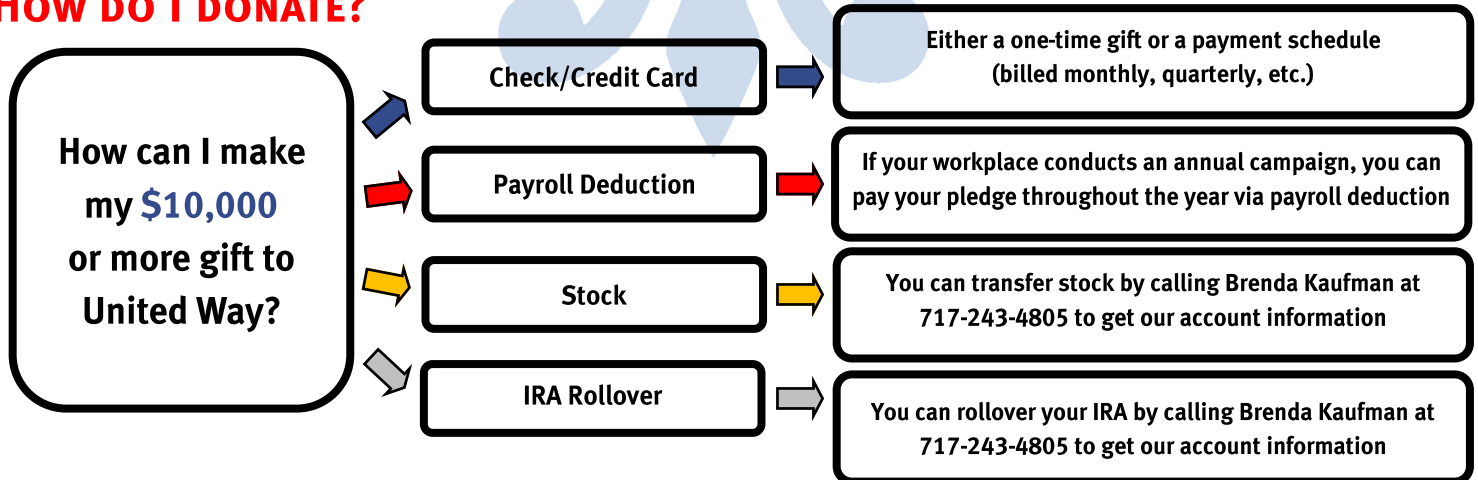 HOW DO I DONATE?
How can I make
my $10,000
or more gift to
United Way?
Check/Credit Card
Either a one-time gift or a payment schedule
(billed monthly, quarterly, etc.)
Payroll Deduction
If your workplace conducts an annual campaign, you can
pay your pledge throughout the year via payroll deduction
Stock
You can transfer stock by calling Brenda Kaufman at
717-243-4805 to get our account information
IRA Rollover
You can rollover your IRA by calling Brenda Kaufman at
717-243-4805 to get our account information